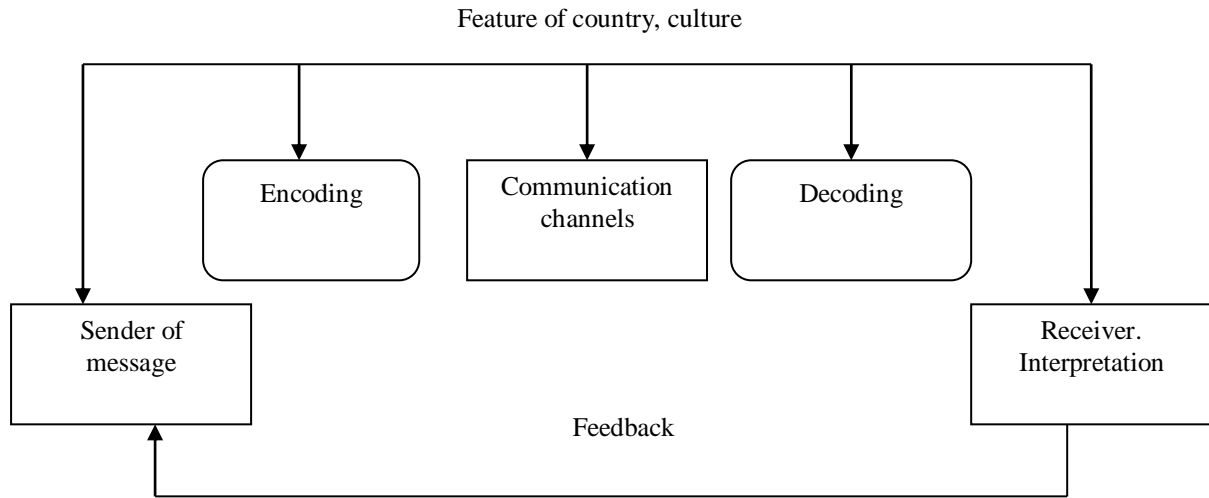 Feature of country, culture
Encoding
Communication
channels
Decoding
Sender of
message
Receiver.
Interpretation
Feedback